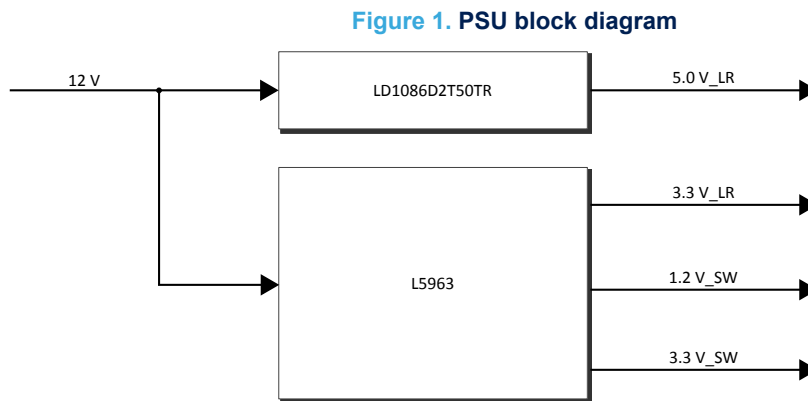 Figure 1. PSU block diagram
12 V
LD1086D2T50TR
5.0 V_LR
3.3 V_LR
L5963
1.2 V_SW
3.3 V_SW